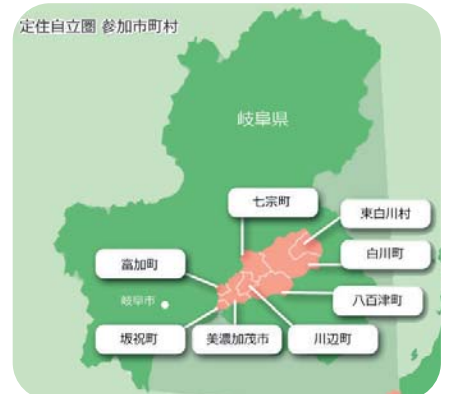 定住自立圏 参加市町村
岐阜県
七宗町
東白川村
白川町
富加町
岐阜市
八百津町
坂祝町
美濃加茂市
川辺町